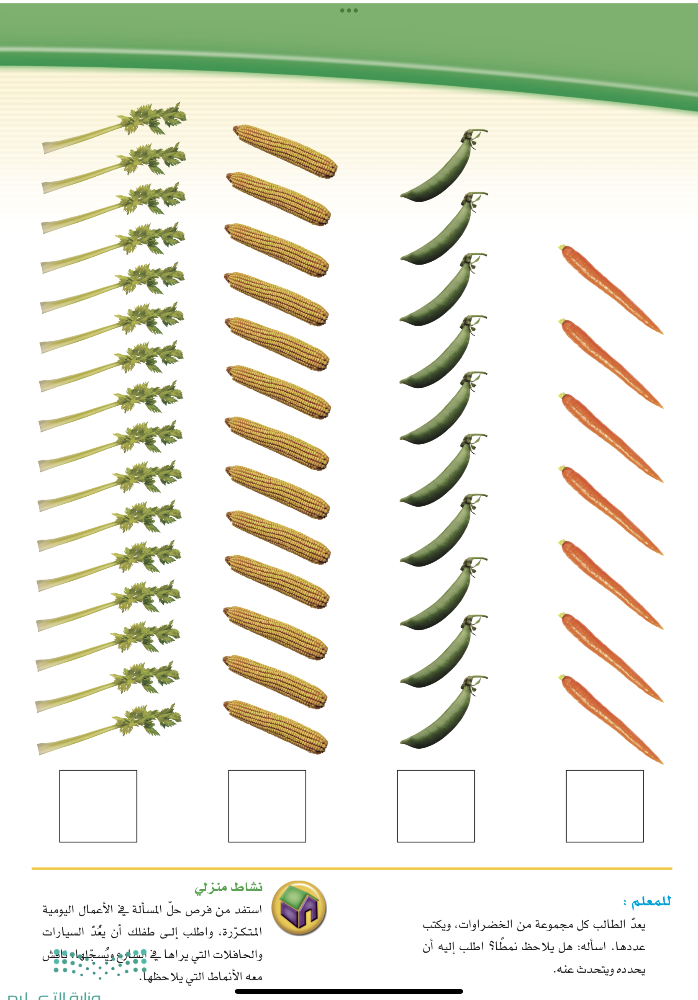 للمعلم :
يعدّ الطالب كل مجموعة من الخضراوات، ويكتب
عددها. اسأله: هل يلاحظ نمطًا؟ اطلب إليه أن
يحدده ويتحدث عنه.
نشاط منزلي
استفد من فرص حلّ المسألة في الأعمال اليومية
المتكرّرة، واطلب إلى طفلك أن يعُدّ السيارات
والحافلات التي يراها في الشارع ويُسجّلها. ناقش
معه الأنماط التي يلاحظها.